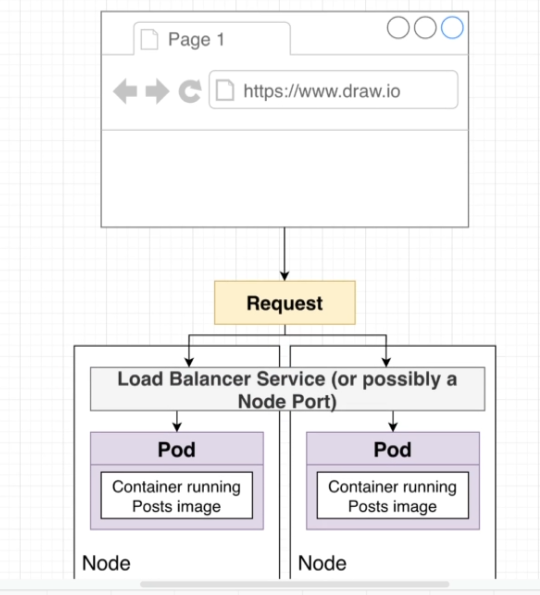 Page 1
https://www.draw.io
Request
Load Balancer Service (or possibly a
Node Port)
Pod
Container running
Posts image
Node
Pod
Container running
Posts image
Node